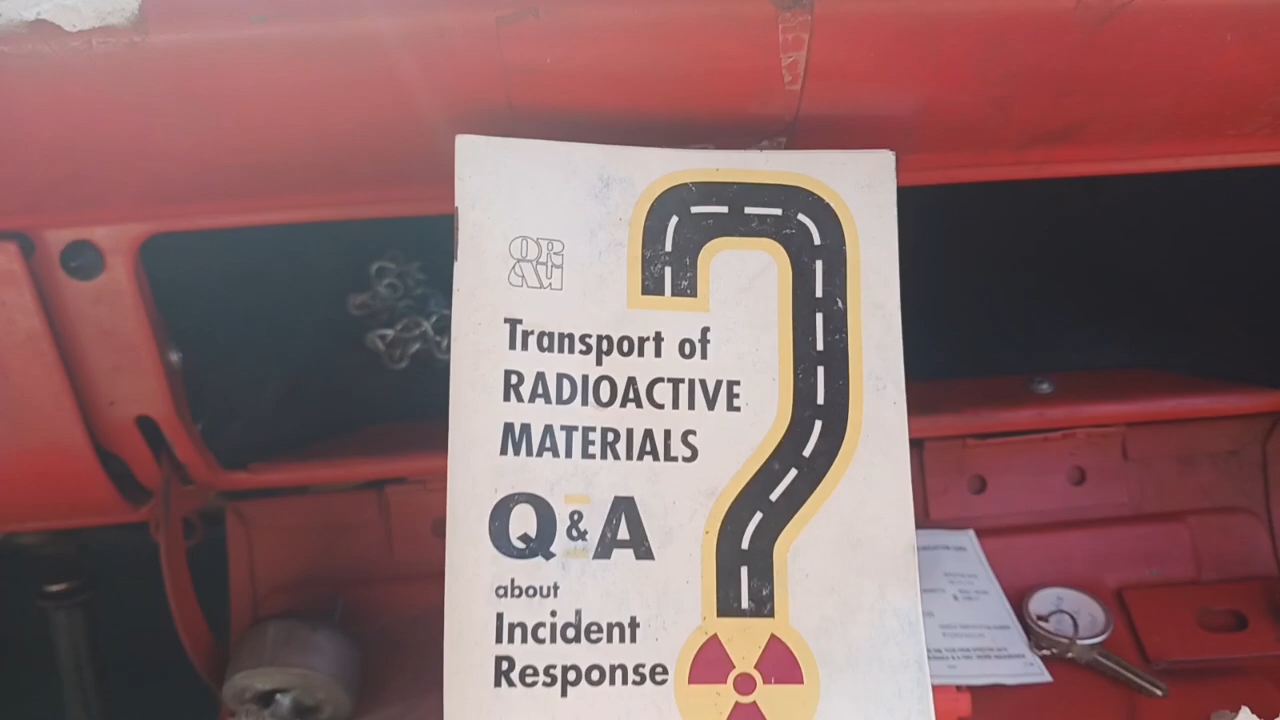 ORAU
Transport of
RADIOACTIVE
MATERIALS
Q&A
about
Incident
Response